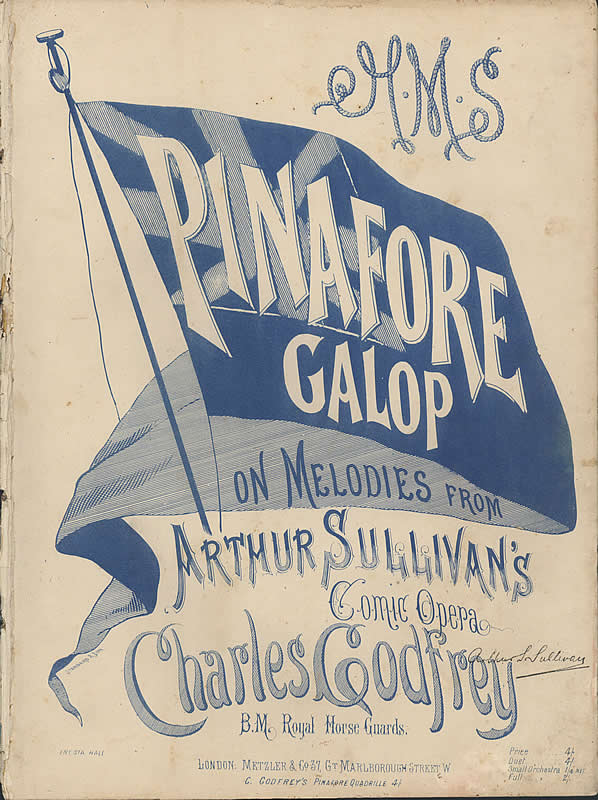 H.M.S
PINAFORE
GALOP
ON MELODIES FROM
ARTHUR SULLIVAN'S
Comic Opera
Charles Godfrey
Arthur S. Sullivan
B.M. Royal Horse Guards.
ENT. STA. HALL
Price 4/-
Duet 4/-
Small Orchestra
Full
LONDON: METZLER & Co 37, GT MARLBOROUGH STREET W
C. GODFREY'S PINAFORE QUADRILLE 4/-